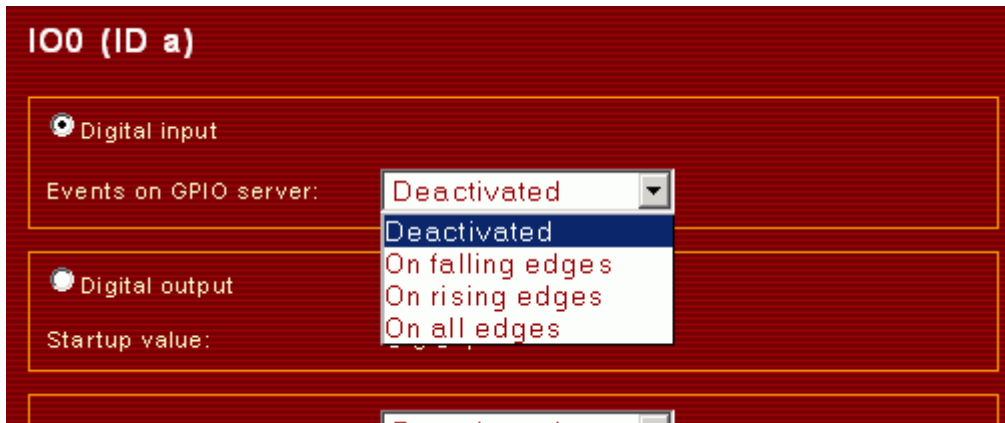 IO0 (ID a)
Digital input
Events on GPIO server: Deactivated
Deactivated
On falling edges
On rising edges
On all edges
Digital output
Startup value: